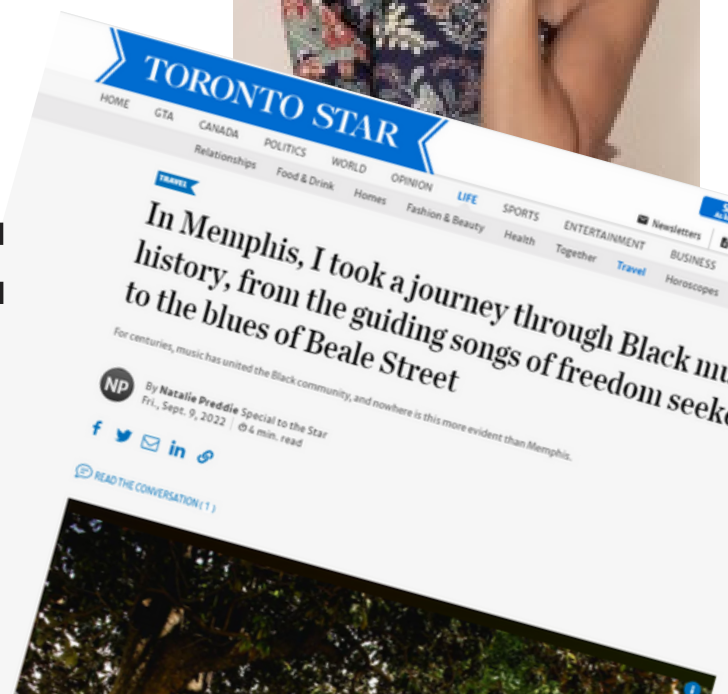 TORONTO STAR
HOME GTA CANADA POLITICS WORLD OPINION LIFE SPORTS ENTERTAINMENT BUSINESS
Newsletters
Relationships Food & Drink Homes Fashion & Beauty Health Together Travel Horoscopes
TRAVEL
In Memphis, I took a journey through Black
history, from the guiding songs of freedom
to the blues of Beale Street
For centuries, music has united the Black community, and nowhere is this more evident than Memphis.
NP
By Natalie Preddie Special to the Star
Fri., Sept. 9, 2022 4 min. read
READ THE CONVERSATION ( 1 )